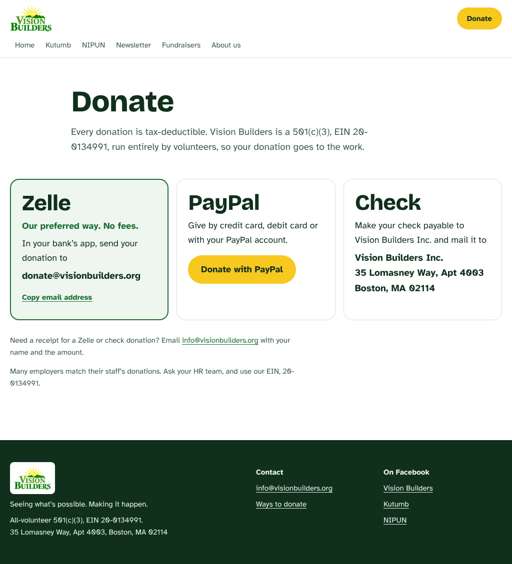 VISION
BUILDERS
Donate
Home Kutumb NIPUN Newsletter Fundraisers About us
Donate
Every donation is tax-deductible. Vision Builders is a 501(c)(3), EIN 20-
0134991, run entirely by volunteers, so your donation goes to the work.
Zelle
Our preferred way. No fees.
In your bank's app, send your
donation to
donate@visionbuilders.org
Copy email address
PayPal
Give by credit card, debit card or
with your PayPal account.
Donate with PayPal
Check
Make your check payable to
Vision Builders Inc. and mail it to
Vision Builders Inc.
35 Lomasney Way, Apt 4003
Boston, MA 02114
Need a receipt for a Zelle or check donation? Email info@visionbuilders.org with your
name and the amount.
Many employers match their staff's donations. Ask your HR team, and use our EIN, 20-
0134991.
VISION
BUILDERS
Seeing what's possible. Making it happen.
All-volunteer 501(c)(3), EIN 20-0134991.
35 Lomasney Way, Apt 4003, Boston, MA 02114
Contact
info@visionbuilders.org
Ways to donate
On Facebook
Vision Builders
Kutumb
NIPUN